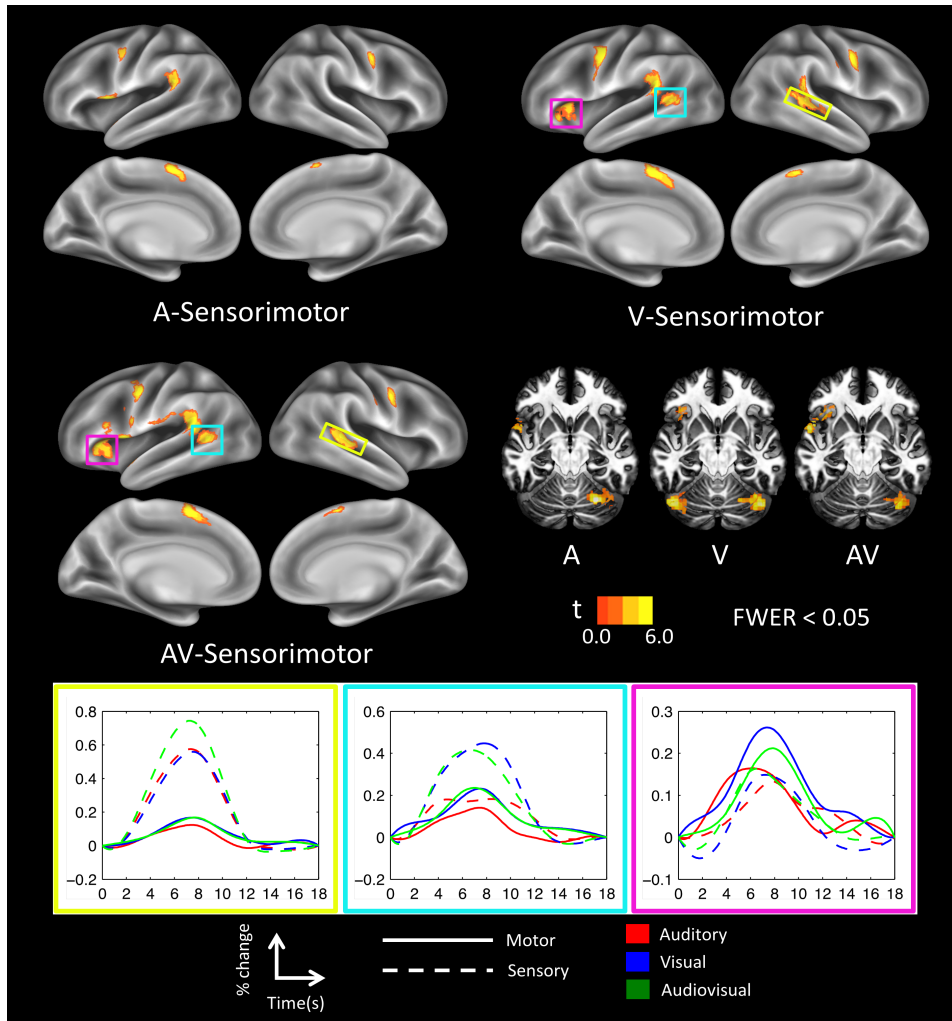 A-Sensorimotor
V-Sensorimotor
AV-Sensorimotor
A V AV
t
0.0 6.0
FWER < 0.05
0.8
0.6
0.4
0.2
0
−0.2
0 2 4 6 8 10 12 14 16 18
0.6
0.4
0.2
0
−0.2
0 2 4 6 8 10 12 14 16 18
0.3
0.2
0.1
0
−0.1
0 2 4 6 8 10 12 14 16 18
% change
Time(s)
Motor
Sensory
Auditory
Visual
Audiovisual